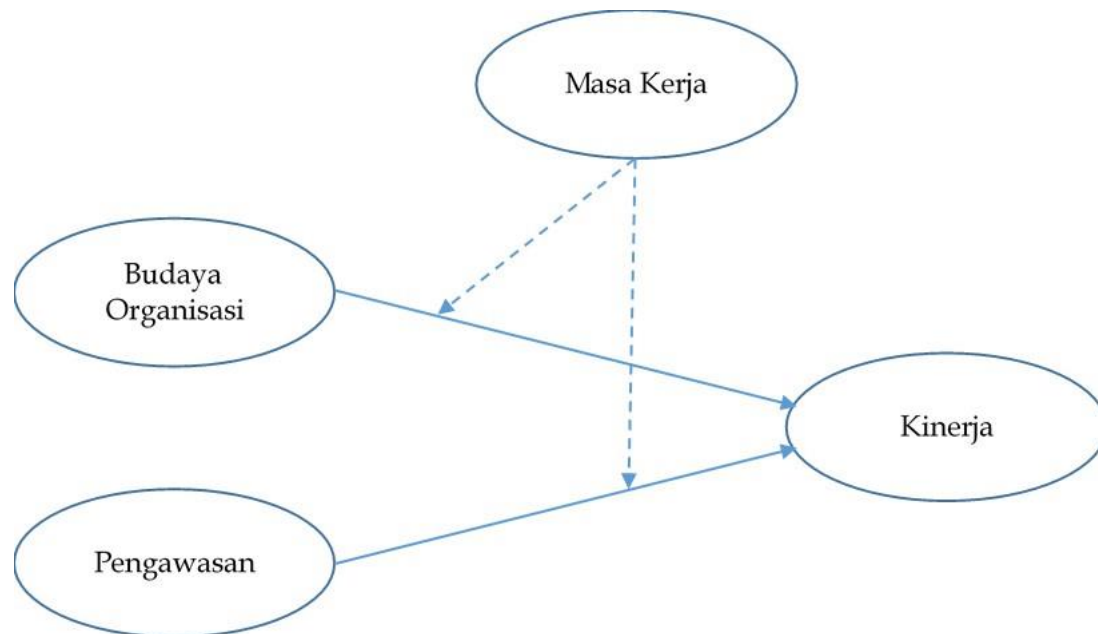 Masa Kerja
Budaya
Organisasi
Kinerja
Pengawasan